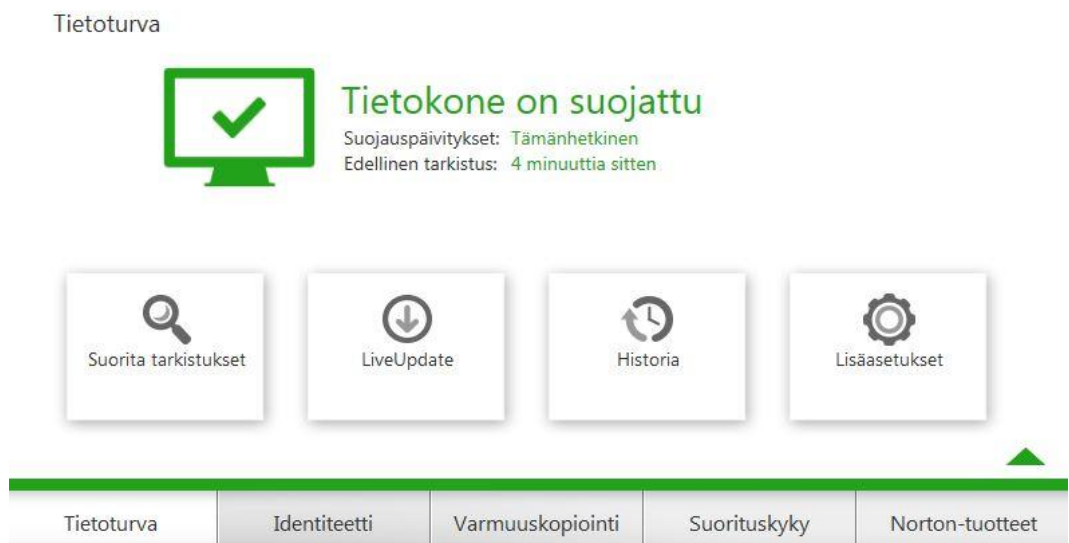 Tietoturva
Tietokone on suojattu
Suojauspäivitykset: Tämänhetkinen
Edellinen tarkistus: 4 minuuttia sitten
Suorita tarkistukset
LiveUpdate
Historia
Lisäasetukset
Tietoturva
Identiteetti
Varmuuskopiointi
Suorituskyky
Norton-tuotteet